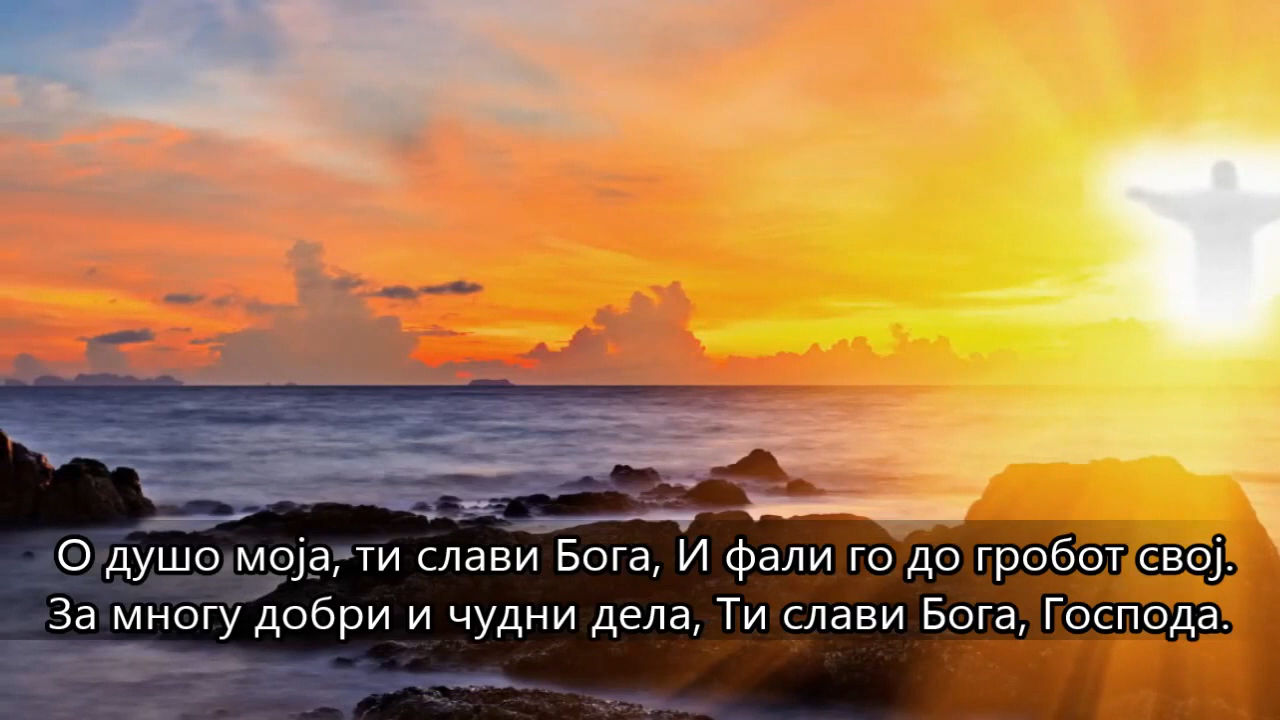 О душо моја, ти слави Бога, И фали го до гробот свој.
За многу добри и чудни дела, Ти слави Бога, Господа.